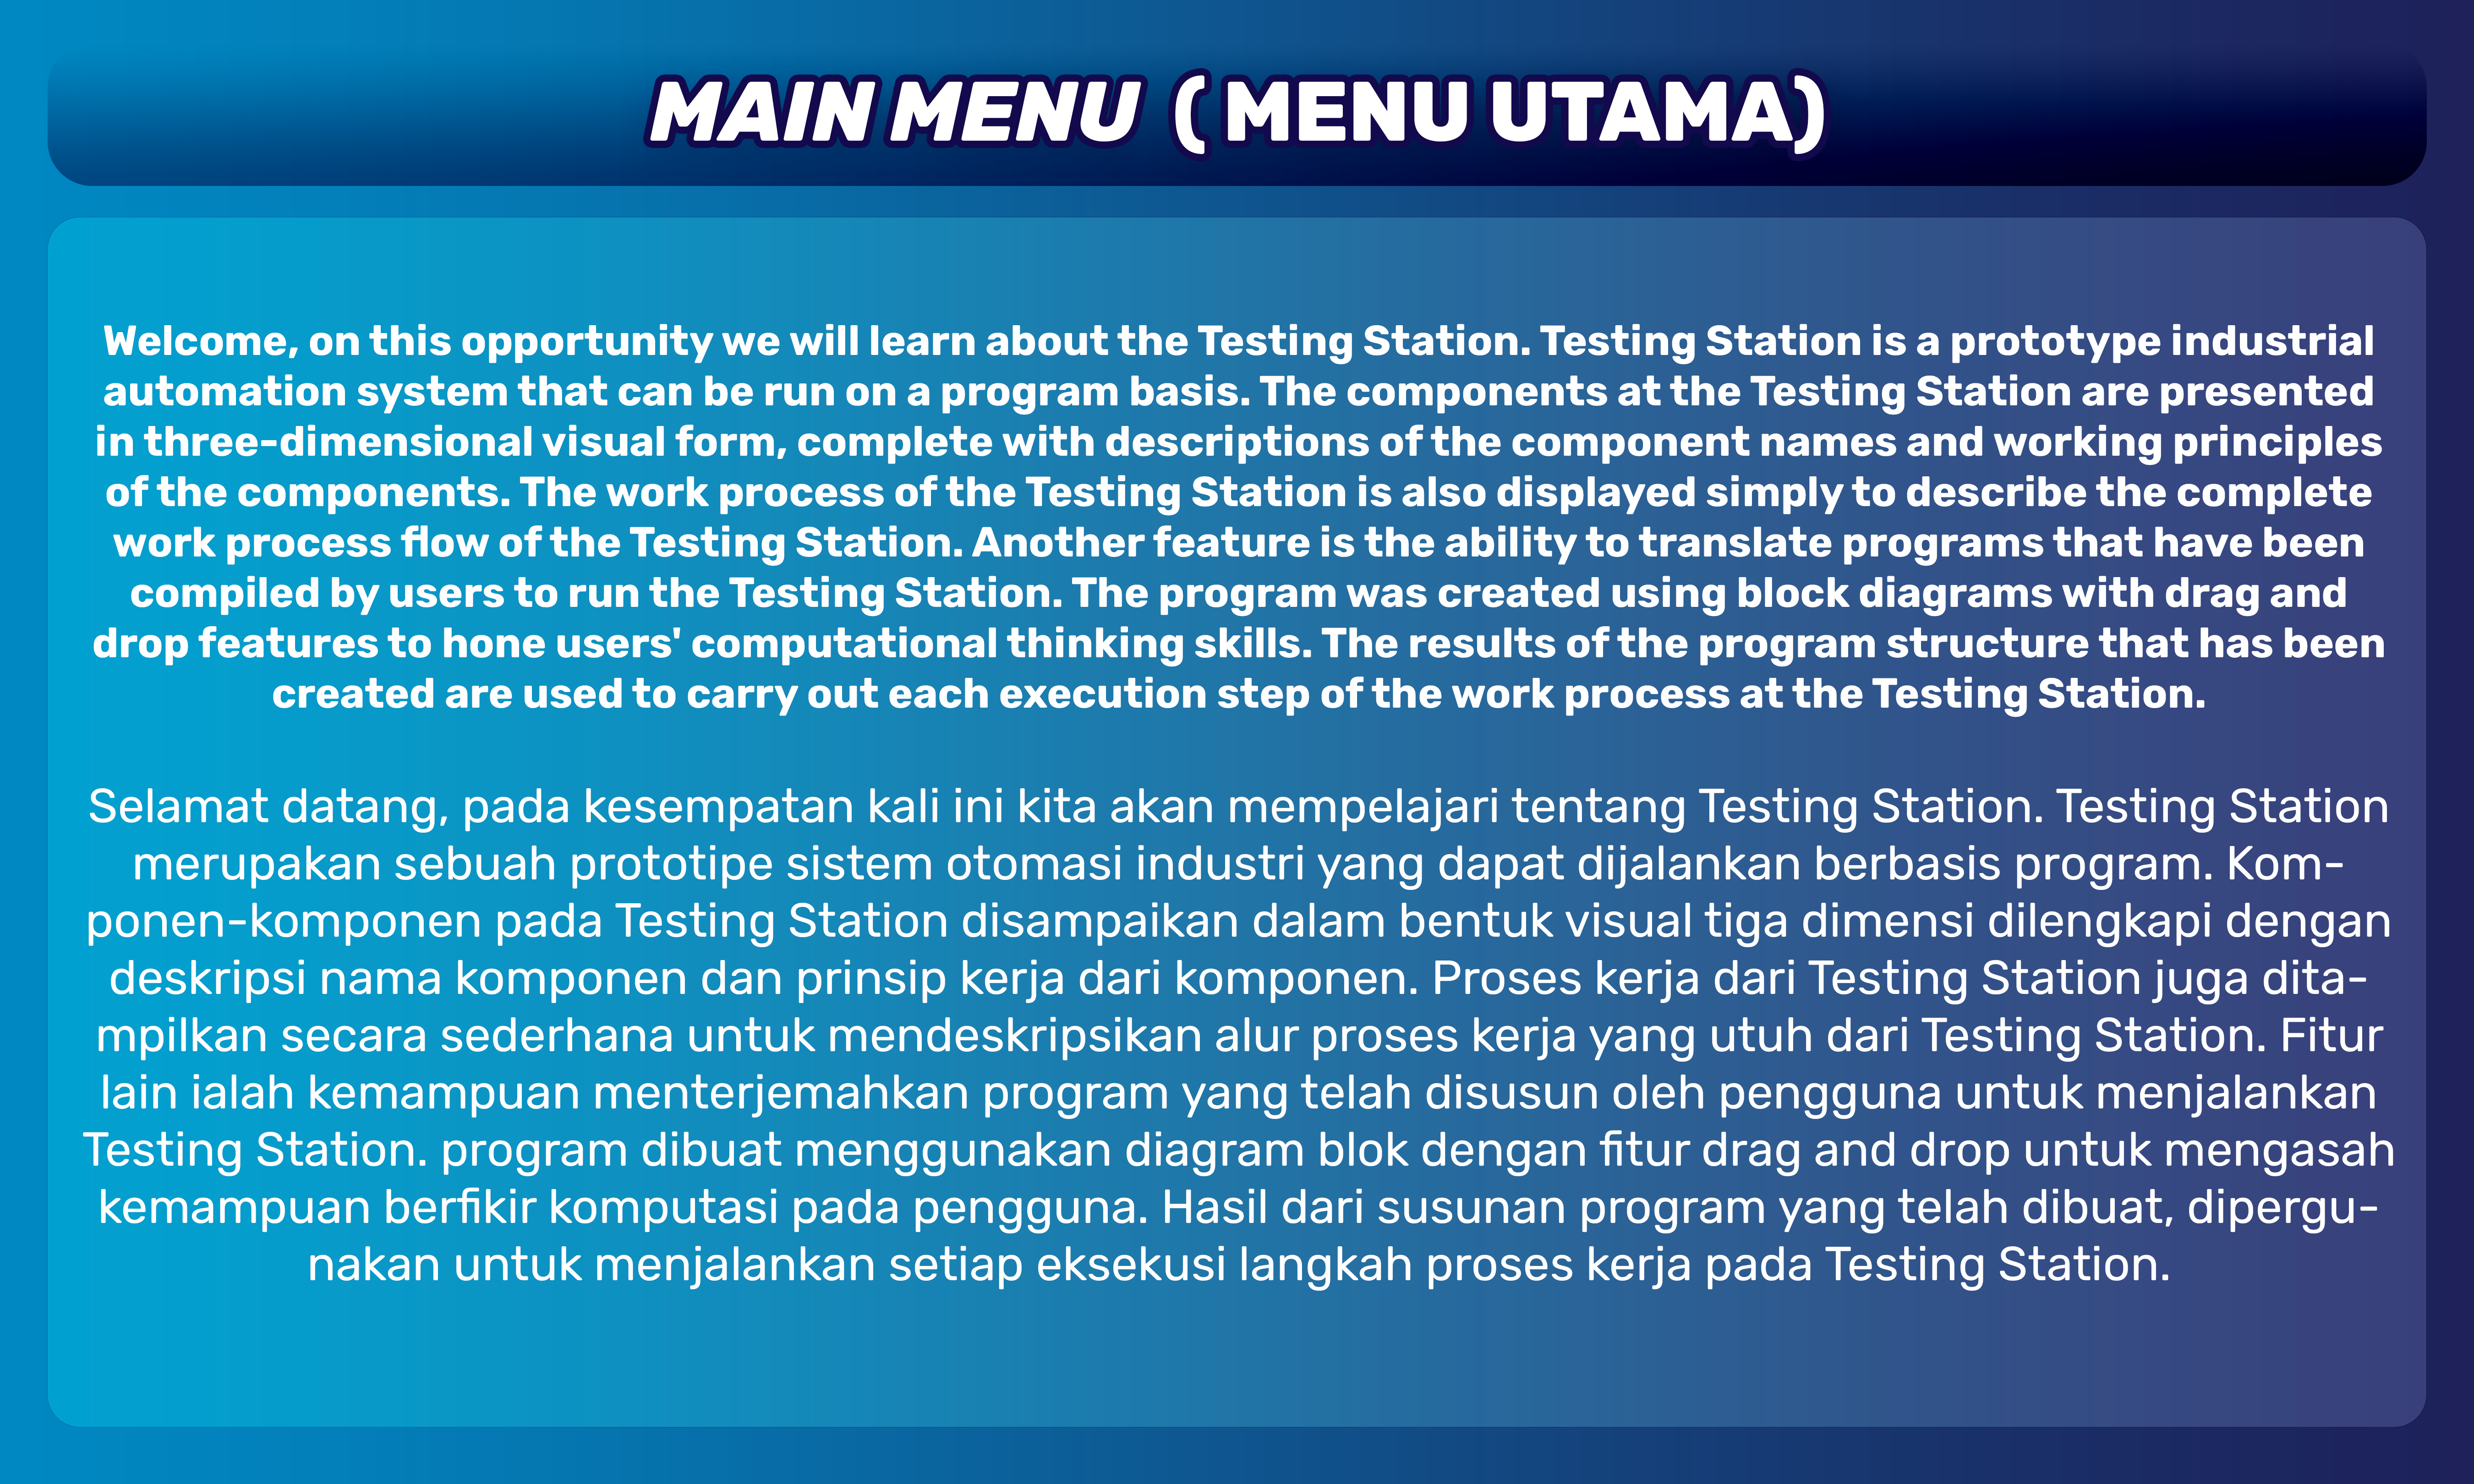 MAIN MENU (MENU UTAMA)
Welcome, on this opportunity we will learn about the Testing Station. Testing Station is a prototype industrial
automation system that can be run on a program basis. The components at the Testing Station are presented
in three-dimensional visual form, complete with descriptions of the component names and working principles
of the components. The work process of the Testing Station is also displayed simply to describe the complete
work process flow of the Testing Station. Another feature is the ability to translate programs that have been
compiled by users to run the Testing Station. The program was created using block diagrams with drag and
drop features to hone users' computational thinking skills. The results of the program structure that has been
created are used to carry out each execution step of the work process at the Testing Station.
Selamat datang, pada kesempatan kali ini kita akan mempelajari tentang Testing Station. Testing Station
merupakan sebuah prototipe sistem otomasi industri yang dapat dijalankan berbasis program. Kom-
ponen-komponen pada Testing Station disampaikan dalam bentuk visual tiga dimensi dilengkapi dengan
deskripsi nama komponen dan prinsip kerja dari komponen. Proses kerja dari Testing Station juga dita-
mpilkan secara sederhana untuk mendeskripsikan alur proses kerja yang utuh dari Testing Station. Fitur
lain ialah kemampuan menterjemahkan program yang telah disusun oleh pengguna untuk menjalankan
Testing Station. program dibuat menggunakan diagram blok dengan fitur drag and drop untuk mengasah
kemampuan berfikir komputasi pada pengguna. Hasil dari susunan program yang telah dibuat, dipergu-
nakan untuk menjalankan setiap eksekusi langkah proses kerja pada Testing Station.